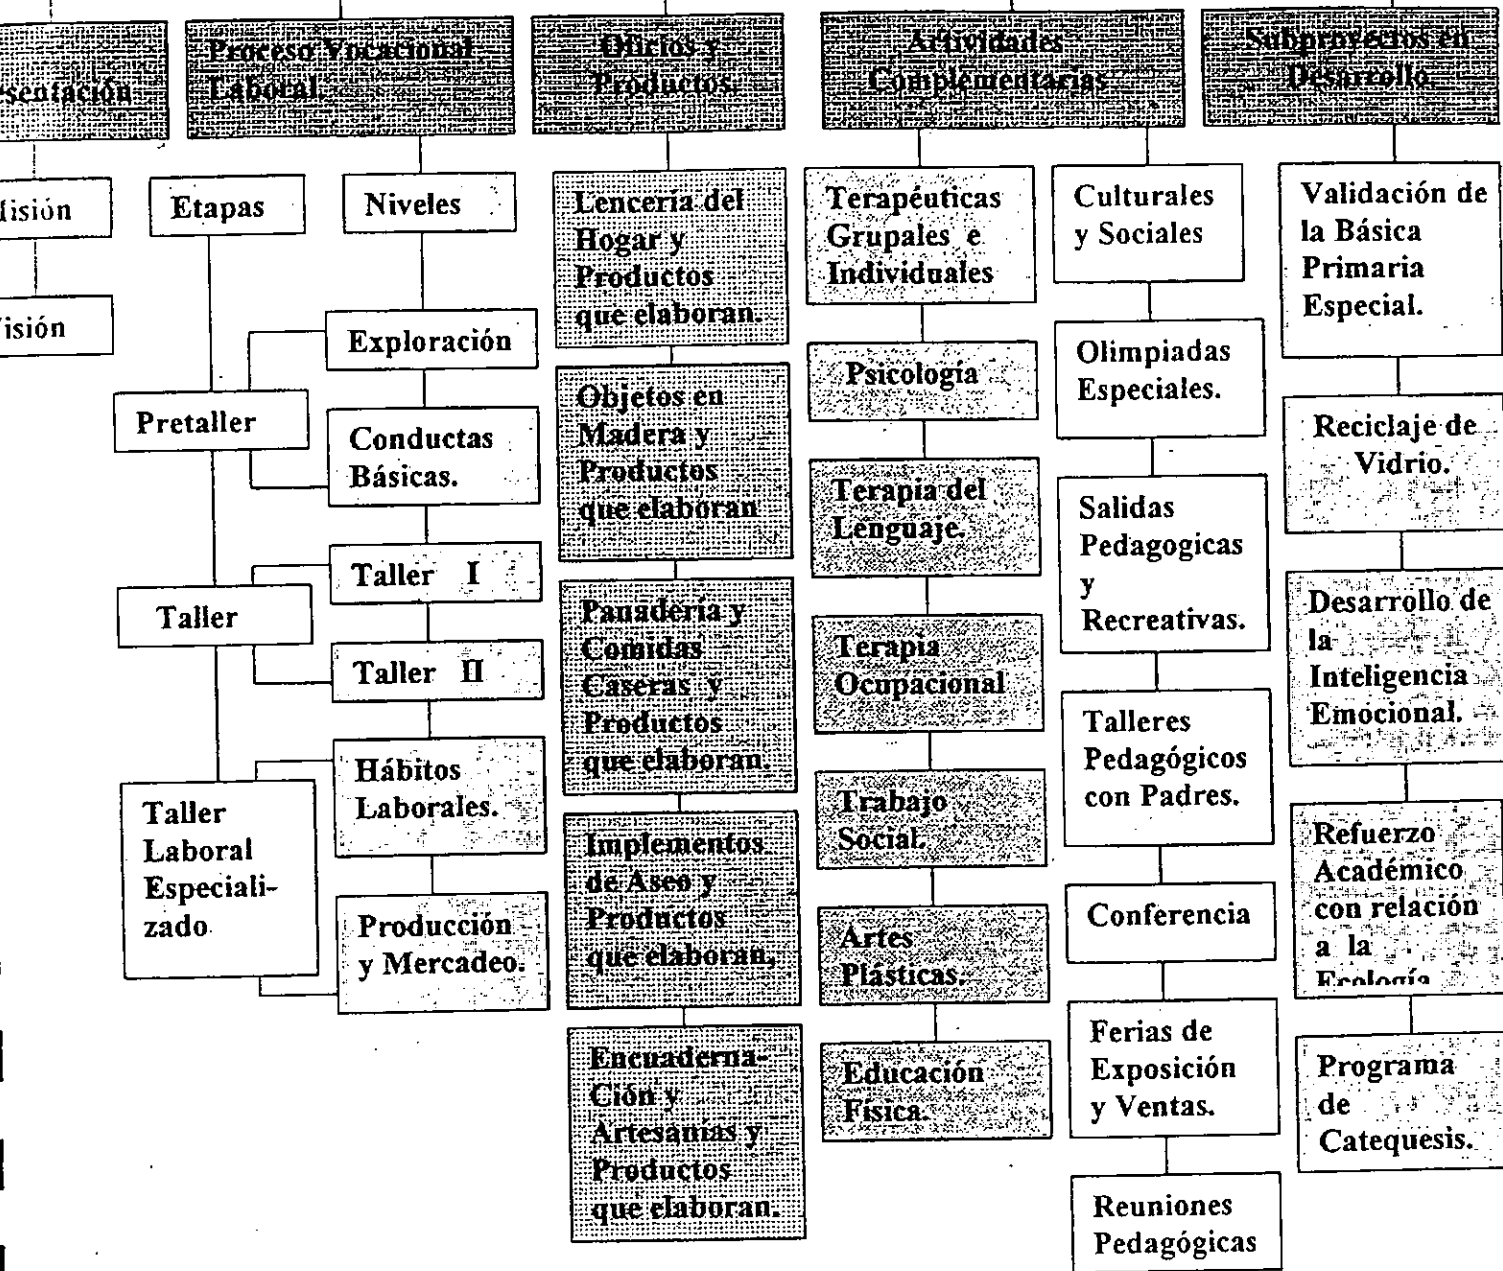 Proceso Vocacional
Laboral.
Oficios y
Productos.
Actividades
Complementarias
Subproyectos en
Desarrollo.
Etapas
Pretaller
Taller
Taller
Laboral
Especiali-
zado
Niveles
Exploración
Conductas
Básicas.
Taller I
Taller II
Hábitos
Laborales.
Producción
y Mercadeo.
Lencería del
Hogar y
Productos
que elaboran.
Objetos en
Madera y
Productos
que elaboran
Panadería y
Comidas
Caseras y
Productos
que elaboran.
Implementos
de Aseo y
Productos
que elaboran.
Encuaderna-
Ción y
Artesanías y
Productos
que elaboran.
Terapéuticas
Grupales e
Individuales
Psicología
Terapia del
Lenguaje.
Terapia
Ocupacional
Trabajo
Social.
Artes
Plásticas.
Educación
Física.
Culturales
y Sociales
Olimpiadas
Especiales.
Salidas
Pedagogicas
y
Recreativas.
Talleres
Pedagógicos
con Padres.
Conferencia
Ferias de
Exposición
y Ventas.
Reuniones
Pedagógicas
Validación de
la Básica
Primaria
Especial.
Reciclaje de
Vidrio.
Desarrollo de
la
Inteligencia
Emocional.
Refuerzo
Académico
con relación
a la
Ecología
Programa
de
Catequesis.